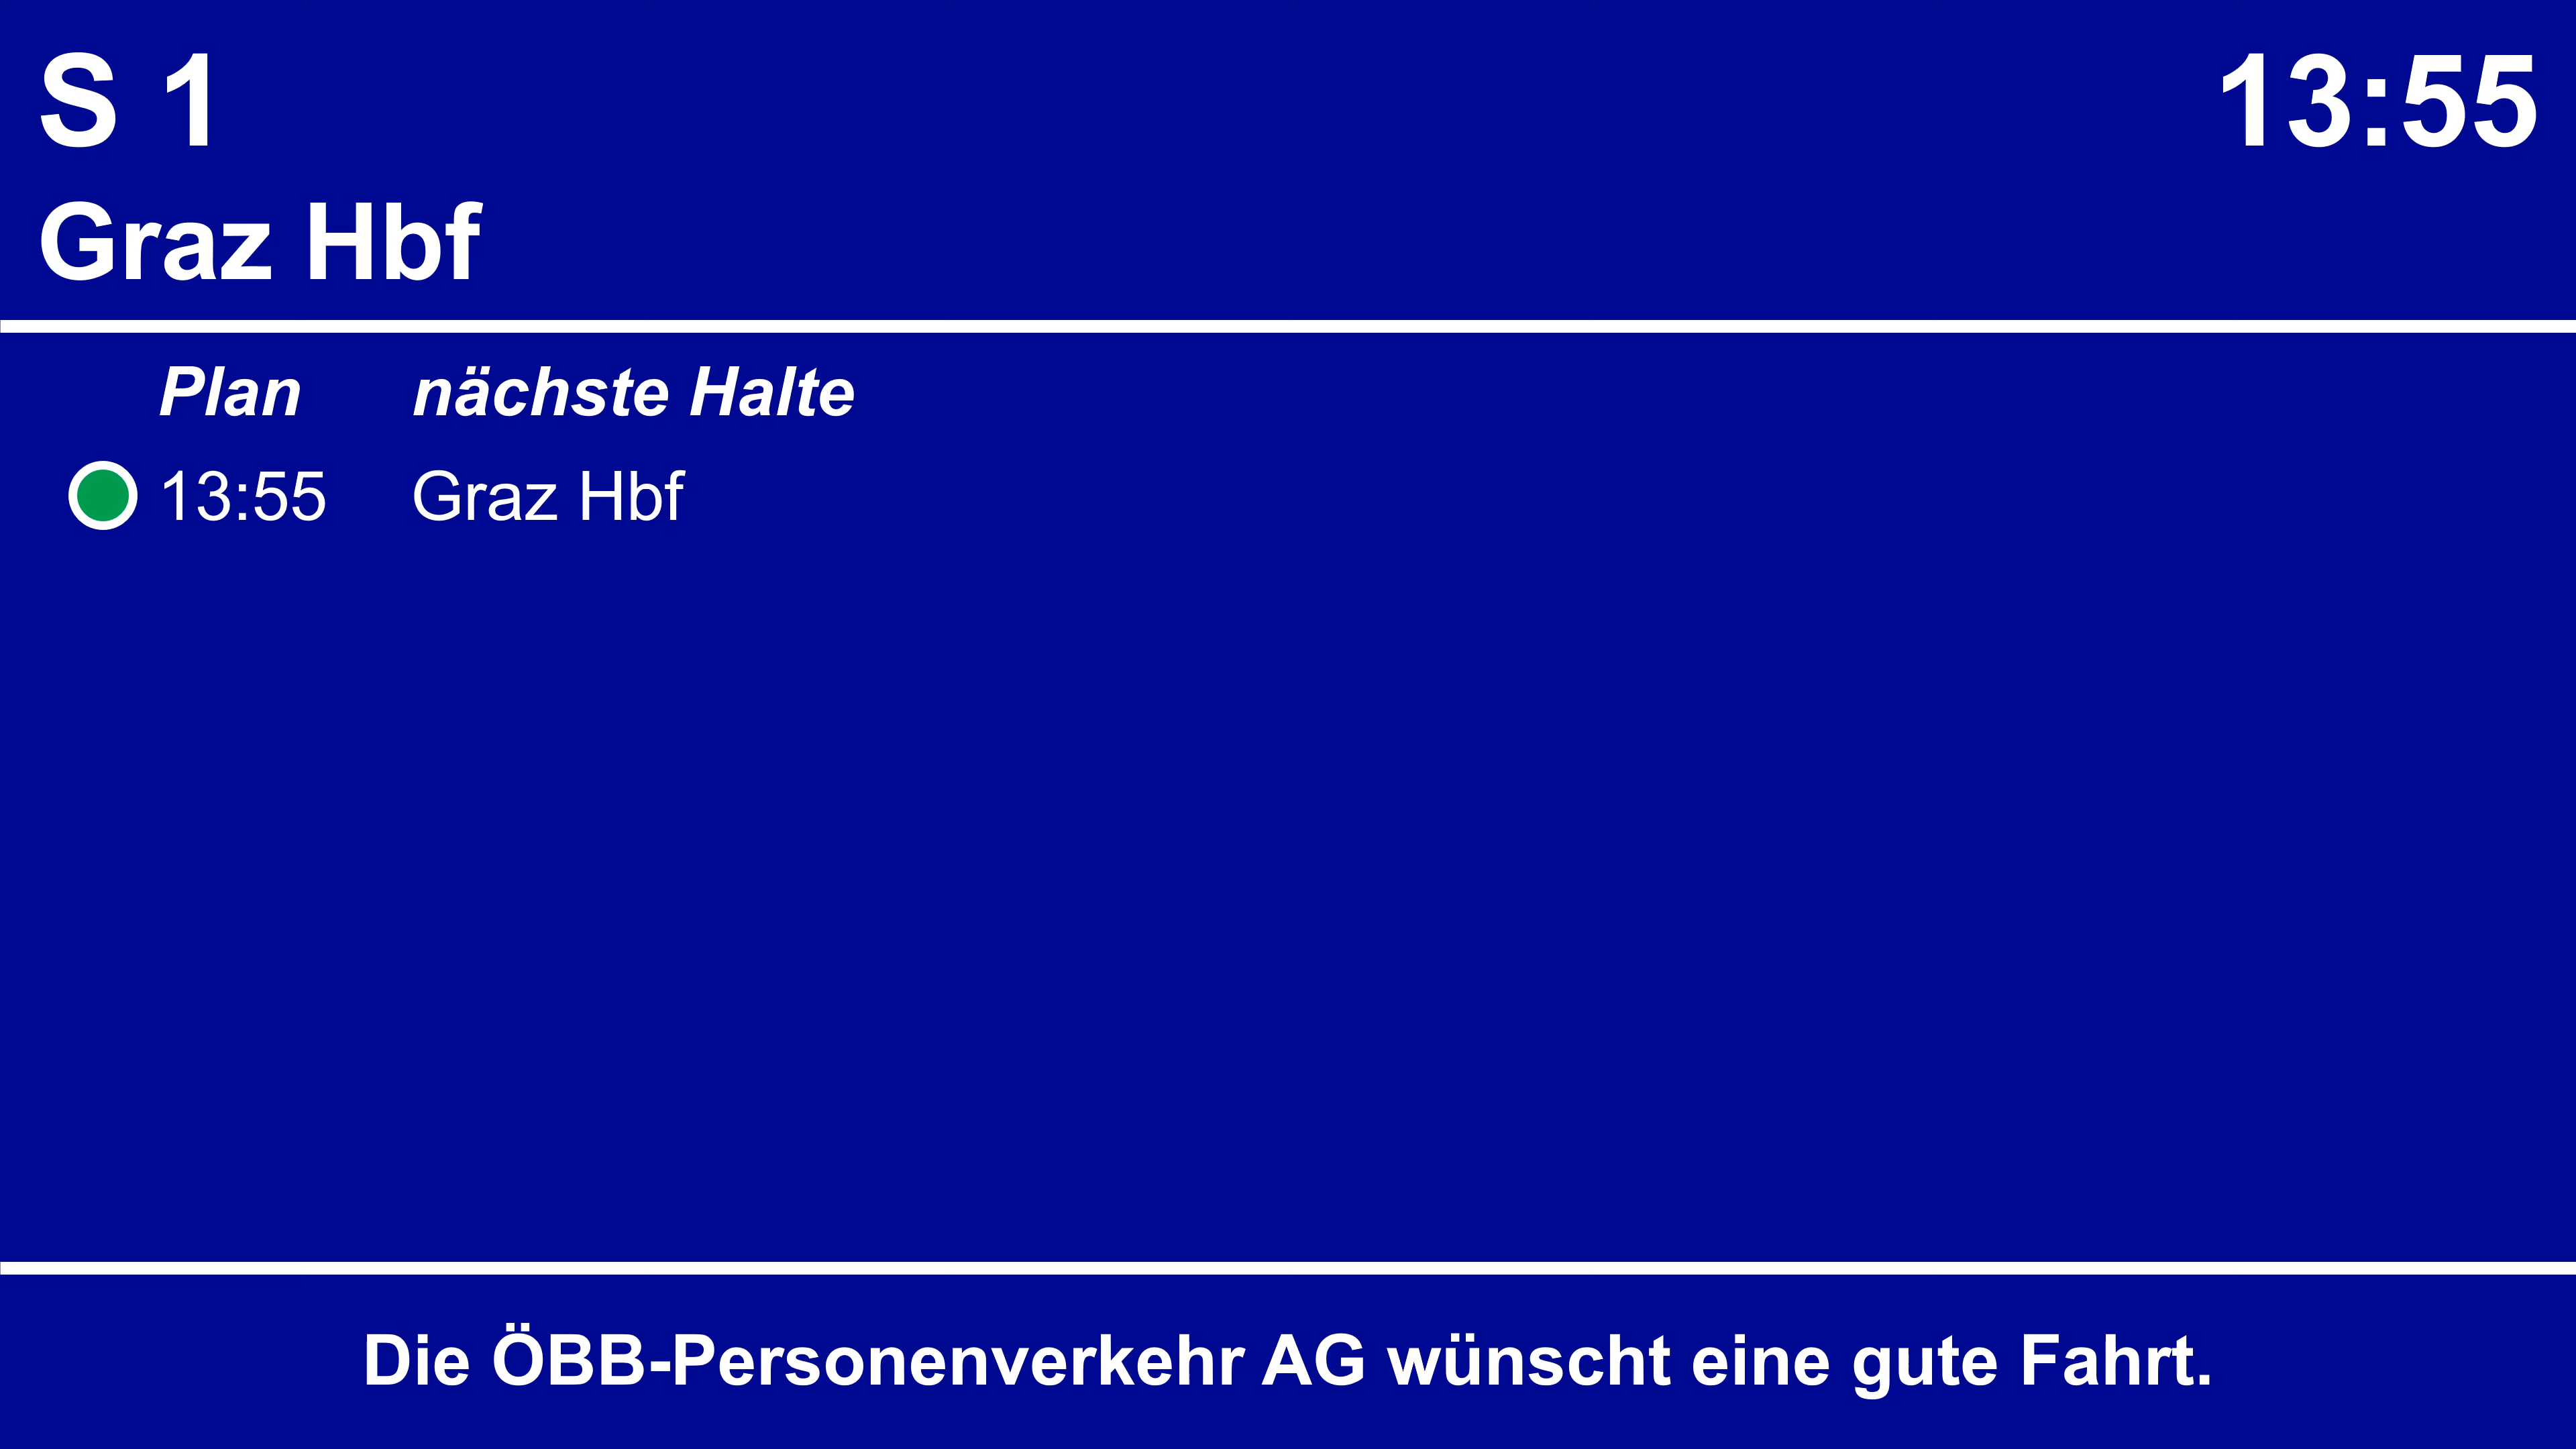 S 1
13:55
Graz Hbf
Plan nächste Halte
13:55 Graz Hbf
Die ÖBB-Personenverkehr AG wünscht eine gute Fahrt.